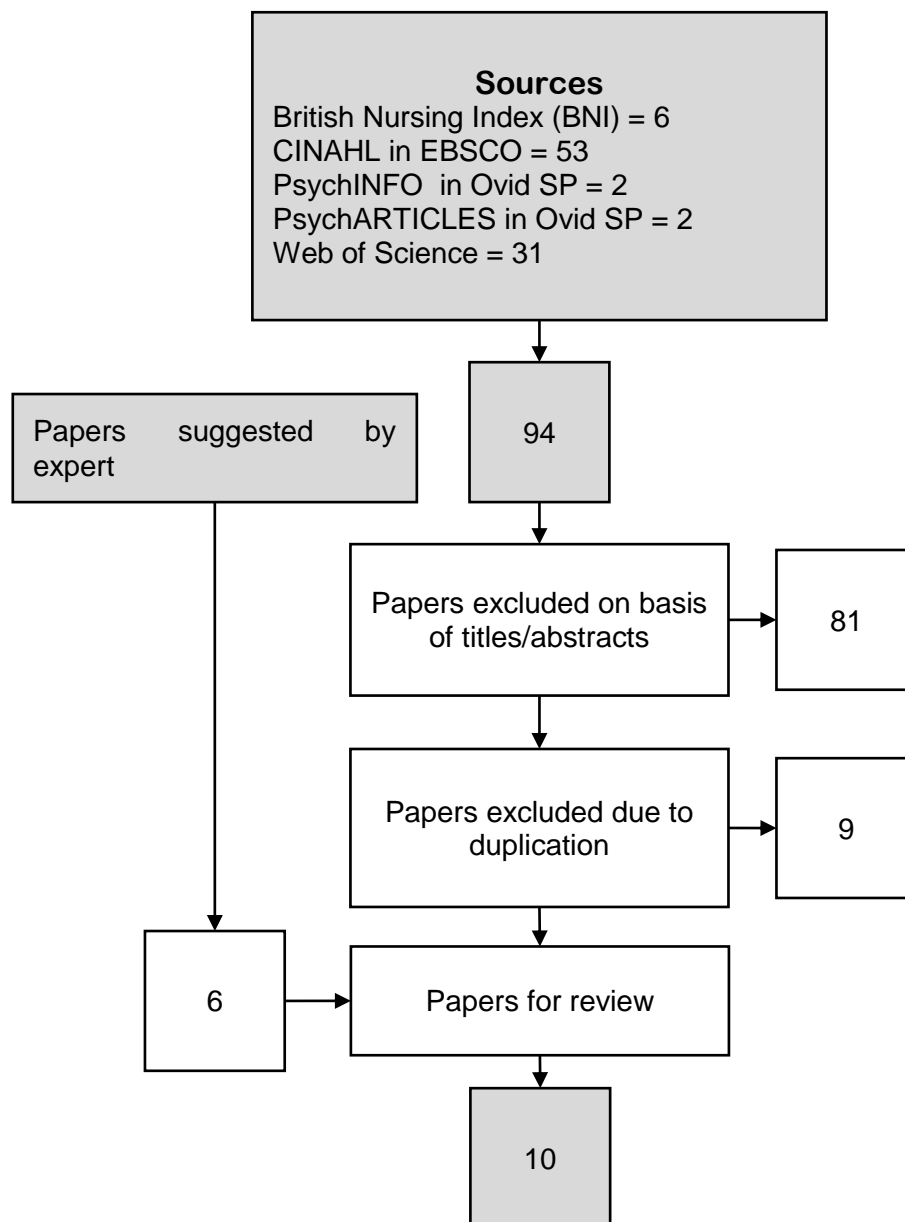 Sources
British Nursing Index (BNI) = 6
CINAHL in EBSCO = 53
PsychINFO in Ovid SP = 2
PsychARTICLES in Ovid SP = 2
Web of Science = 31
94
Papers suggested by
expert
Papers excluded on basis
of titles/abstracts
81
Papers excluded due to
duplication
9
6
Papers for review
10